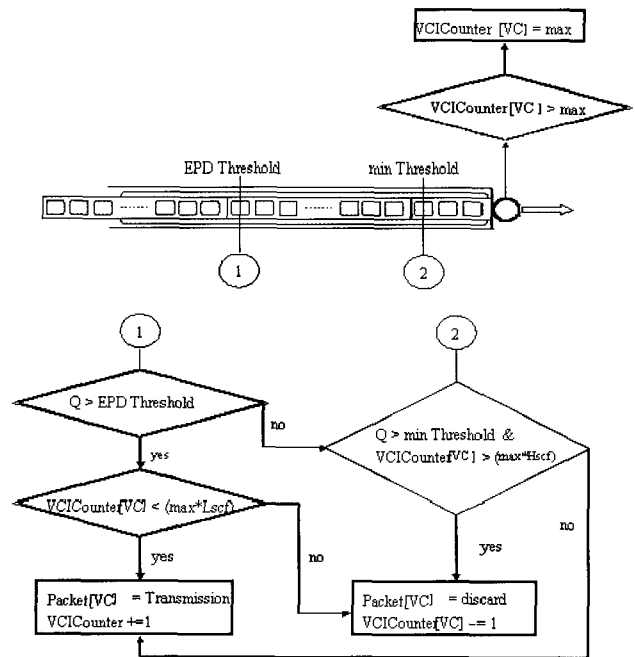 VCICounter [VC] = max
VCICounter[VC ] > max
EPD Threshold
min Threshold
1
2
1
2
Q > EPD Threshold
no
Q > min Threshold &
VCICounter[VC ] > (max*Hscf)
yes
VCICounter[VC] < (max*Lscf)
no
yes
no
yes
Packet[VC] = Transmission
VCICounter +=1
Packet[VC] = discard
VCICounter[VC] -= 1